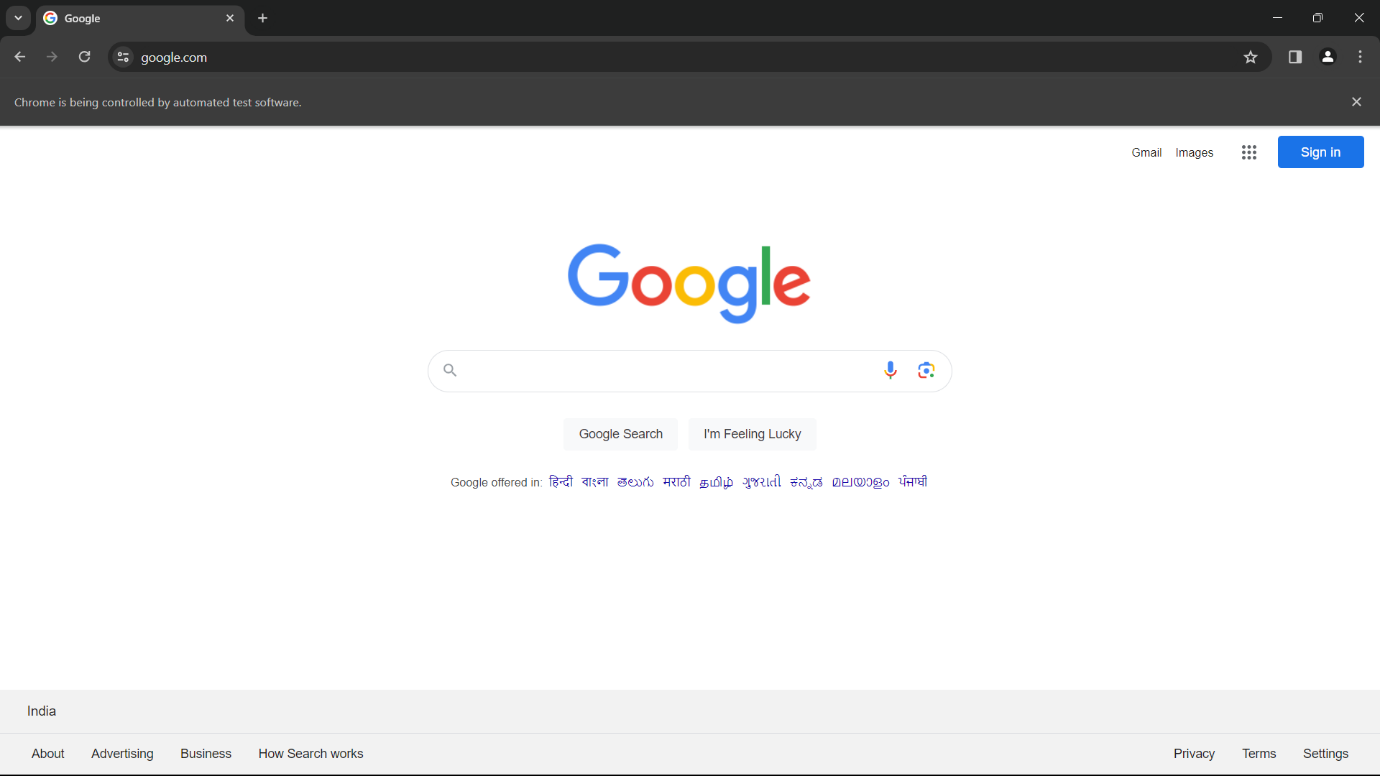 Google
google.com
Chrome is being controlled by automated test software.
Gmail Images Sign in
Google
Google Search I'm Feeling Lucky
Google offered in: हिन्दी বাংলা తెలుగు मराठी தமிழ் ગુજરાતી ಕನ್ನಡ മലയാളം ਪੰਜਾਬੀ
India
About Advertising Business How Search works Privacy Terms Settings